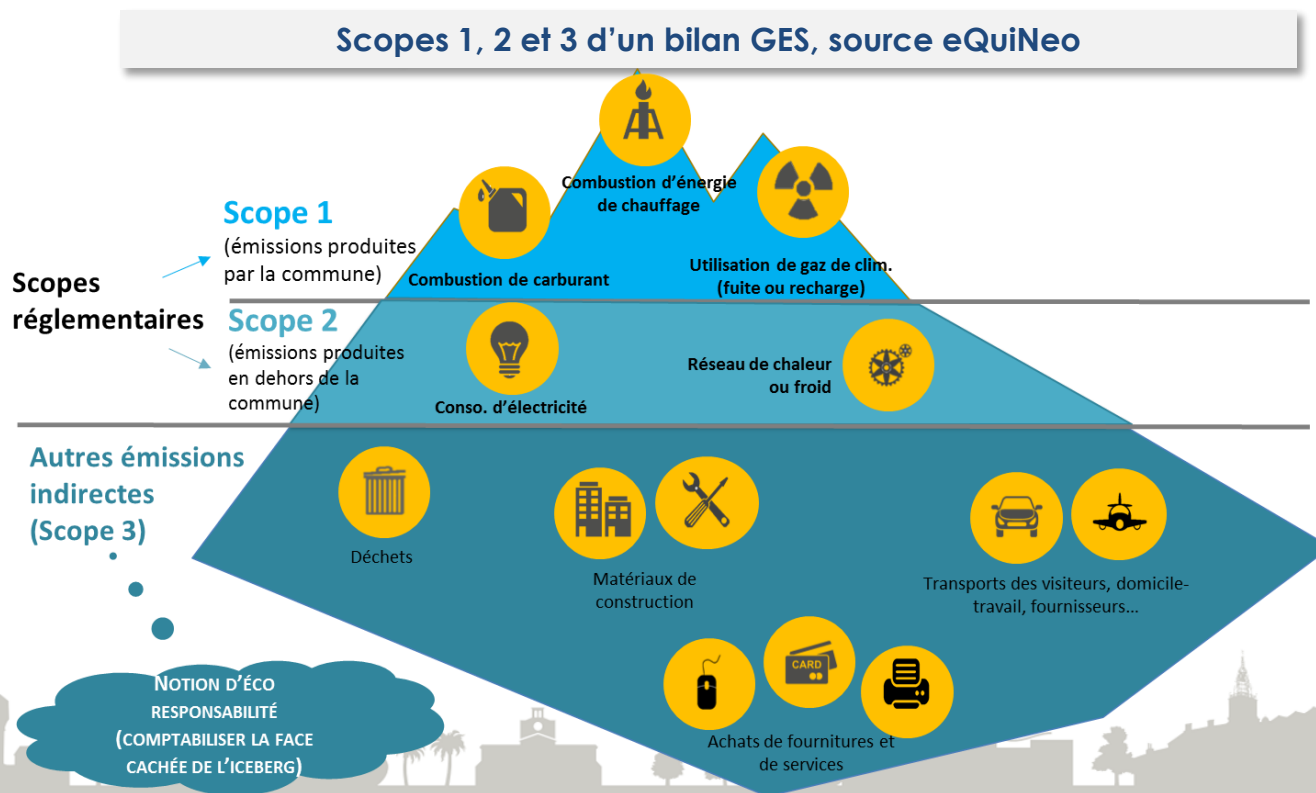 Scopes 1, 2 et 3 d'un bilan GES, source eQuiNeo
Combustion d'énergie
de chauffage
Scope 1
(émissions produites
par la commune)
Combustion de carburant
Utilisation de gaz de clim.
(fuite ou recharge)
Scopes
réglementaires
Scope 2
(émissions produites
en dehors de la
commune)
Conso. d'électricité
Réseau de chaleur
ou froid
Autres émissions
indirectes
(Scope 3)
Déchets
Matériaux de
construction
Transports des visiteurs, domicile-
travail, fournisseurs...
CARD
Achats de fournitures et
de services
NOTION D'ÉCO
RESPONSABILITÉ
(COMPTABILISER LA FACE
CACHÉE DE L'ICEBERG)